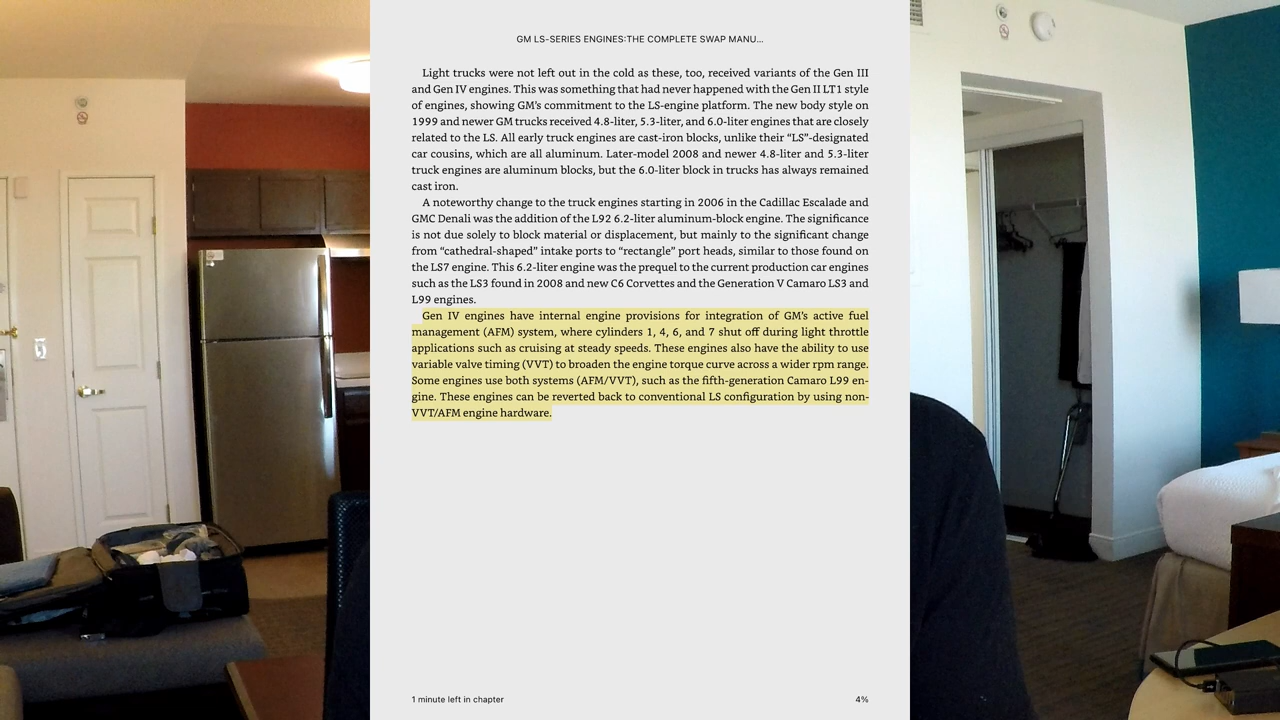 GM LS-SERIES ENGINES:THE COMPLETE SWAP MANU...
Light trucks were not left out in the cold as these, too, received variants of the Gen III
and Gen IV engines. This was something that had never happened with the Gen II LT1 style
of engines, showing GM's commitment to the LS-engine platform. The new body style on
1999 and newer GM trucks received 4.8-liter, 5.3-liter, and 6.0-liter engines that are closely
related to the LS. All early truck engines are cast-iron blocks, unlike their “LS”-designated
car cousins, which are all aluminum. Later-model 2008 and newer 4.8-liter and 5.3-liter
truck engines are aluminum blocks, but the 6.0-liter block in trucks has always remained
cast iron.
A noteworthy change to the truck engines starting in 2006 in the Cadillac Escalade and
GMC Denali was the addition of the L92 6.2-liter aluminum-block engine. The significance
is not due solely to block material or displacement, but mainly to the significant change
from “cathedral-shaped” intake ports to “rectangle” port heads, similar to those found on
the LS7 engine. This 6.2-liter engine was the prequel to the current production car engines
such as the LS3 found in 2008 and new C6 Corvettes and the Generation V Camaro LS3 and
L99 engines.
Gen IV engines have internal engine provisions for integration of GM's active fuel
management (AFM) system, where cylinders 1, 4, 6, and 7 shut off during light throttle
applications such as cruising at steady speeds. These engines also have the ability to use
variable valve timing (VVT) to broaden the engine torque curve across a wider rpm range.
Some engines use both systems (AFM/VVT), such as the fifth-generation Camaro L99 en-
gine. These engines can be reverted back to conventional LS configuration by using non-
VVT/AFM engine hardware.
1 minute left in chapter
4%